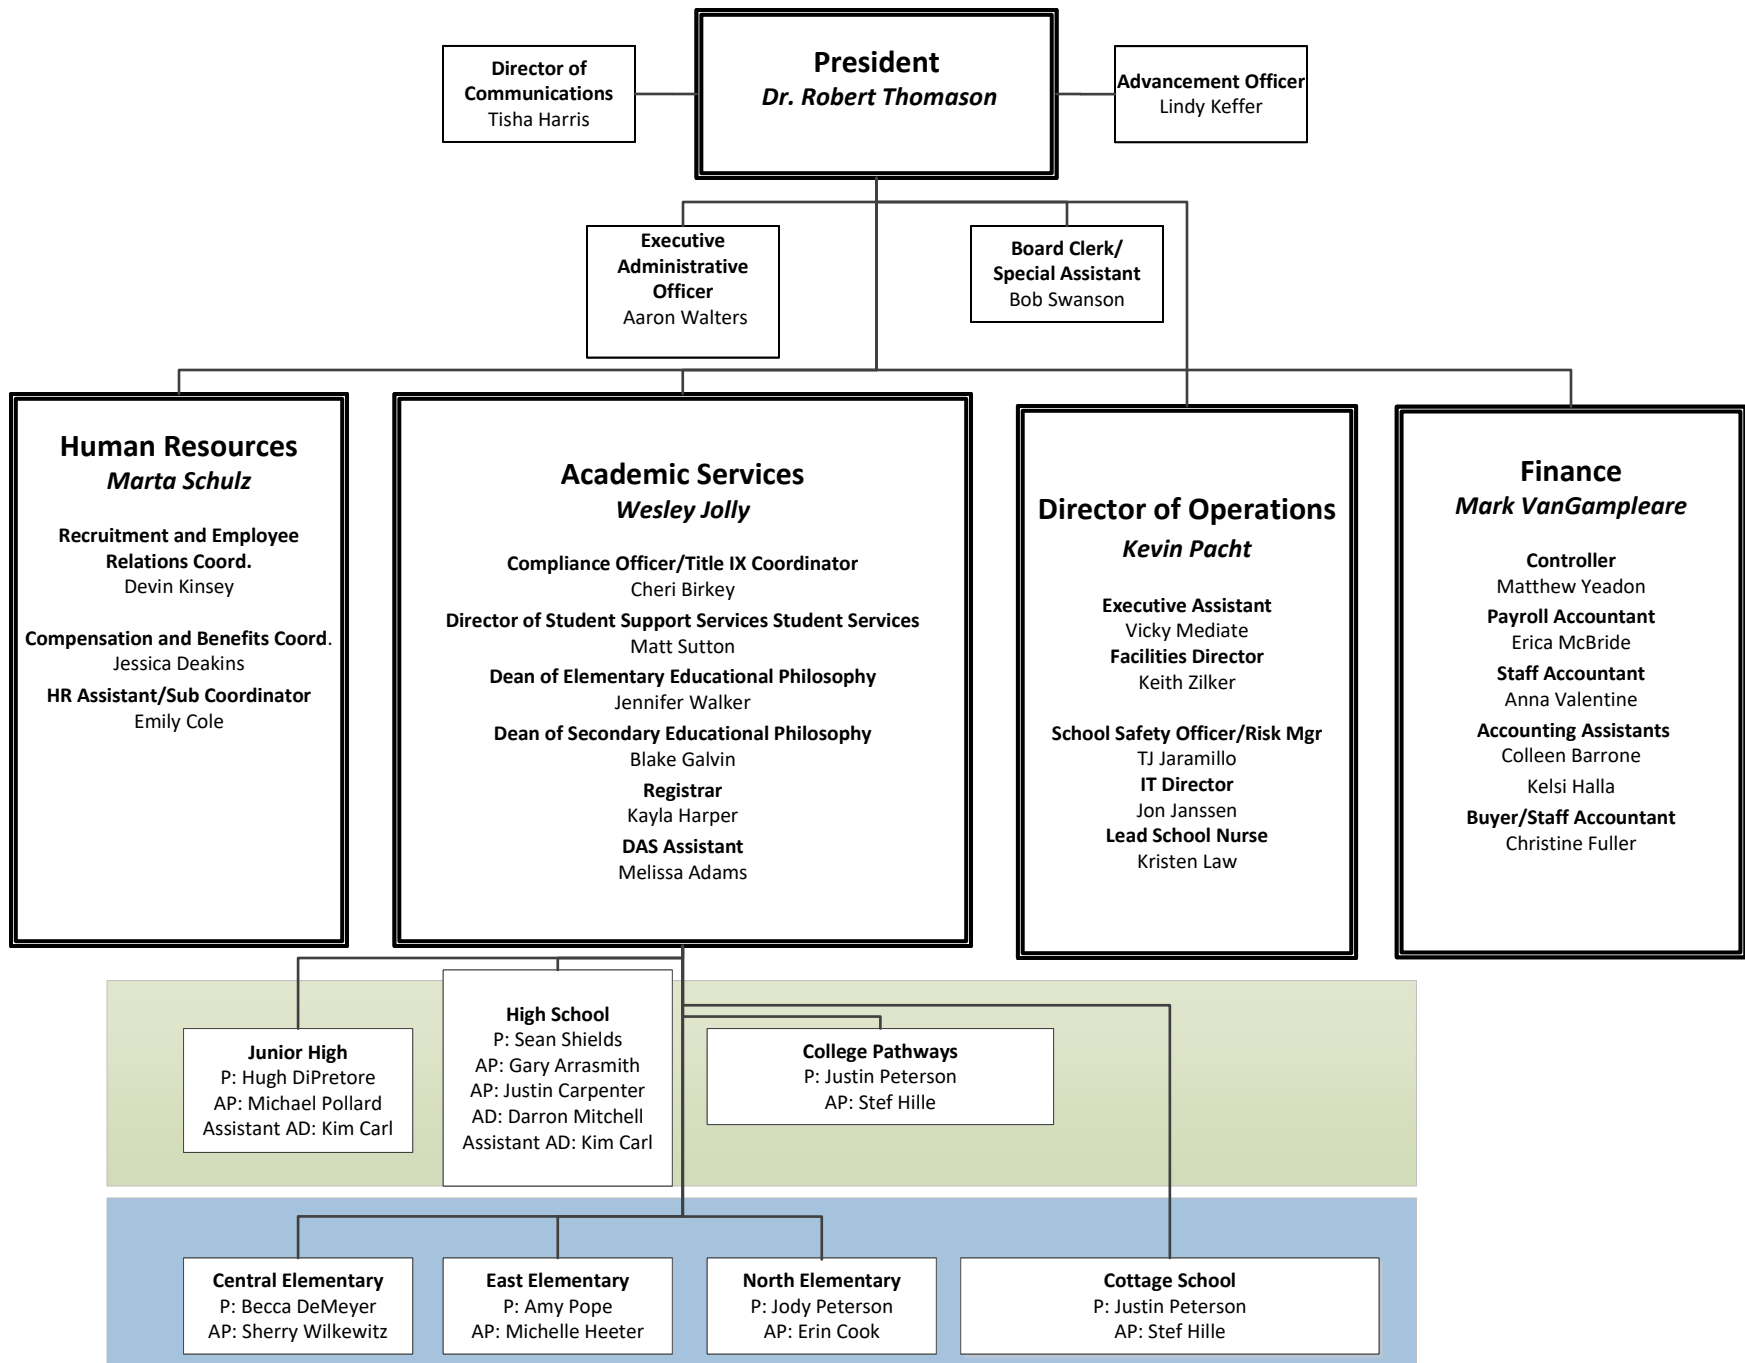 Director of
Communications
Tisha Harris
President
Dr. Robert Thomason
Advancement Officer
Lindy Keffer
Executive
Administrative
Officer
Aaron Walters
Board Clerk/
Special Assistant
Bob Swanson
Human Resources
Marta Schulz
Recruitment and Employee
Relations Coord.
Devin Kinsey
Compensation and Benefits Coord.
Jessica Deakins
HR Assistant/Sub Coordinator
Emily Cole
Academic Services
Wesley Jolly
Compliance Officer/Title IX Coordinator
Cheri Birkey
Director of Student Support Services Student Services
Matt Sutton
Dean of Elementary Educational Philosophy
Jennifer Walker
Dean of Secondary Educational Philosophy
Blake Galvin
Registrar
Kayla Harper
DAS Assistant
Melissa Adams
Director of Operations
Kevin Pacht
Executive Assistant
Vicky Mediate
Facilities Director
Keith Zilker
School Safety Officer/Risk Mgr
TJ Jaramillo
IT Director
Jon Janssen
Lead School Nurse
Kristen Law
Finance
Mark VanGampleare
Controller
Matthew Yeadon
Payroll Accountant
Erica McBride
Staff Accountant
Anna Valentine
Accounting Assistants
Colleen Barrone
Kelsi Halla
Buyer/Staff Accountant
Christine Fuller
Junior High
P: Hugh DiPretore
AP: Michael Pollard
Assistant AD: Kim Carl
High School
P: Sean Shields
AP: Gary Arrasmith
AP: Justin Carpenter
AD: Darron Mitchell
Assistant AD: Kim Carl
College Pathways
P: Justin Peterson
AP: Stef Hille
Central Elementary
P: Becca DeMeyer
AP: Sherry Wilkewitz
East Elementary
P: Amy Pope
AP: Michelle Heeter
North Elementary
P: Jody Peterson
AP: Erin Cook
Cottage School
P: Justin Peterson
AP: Stef Hille